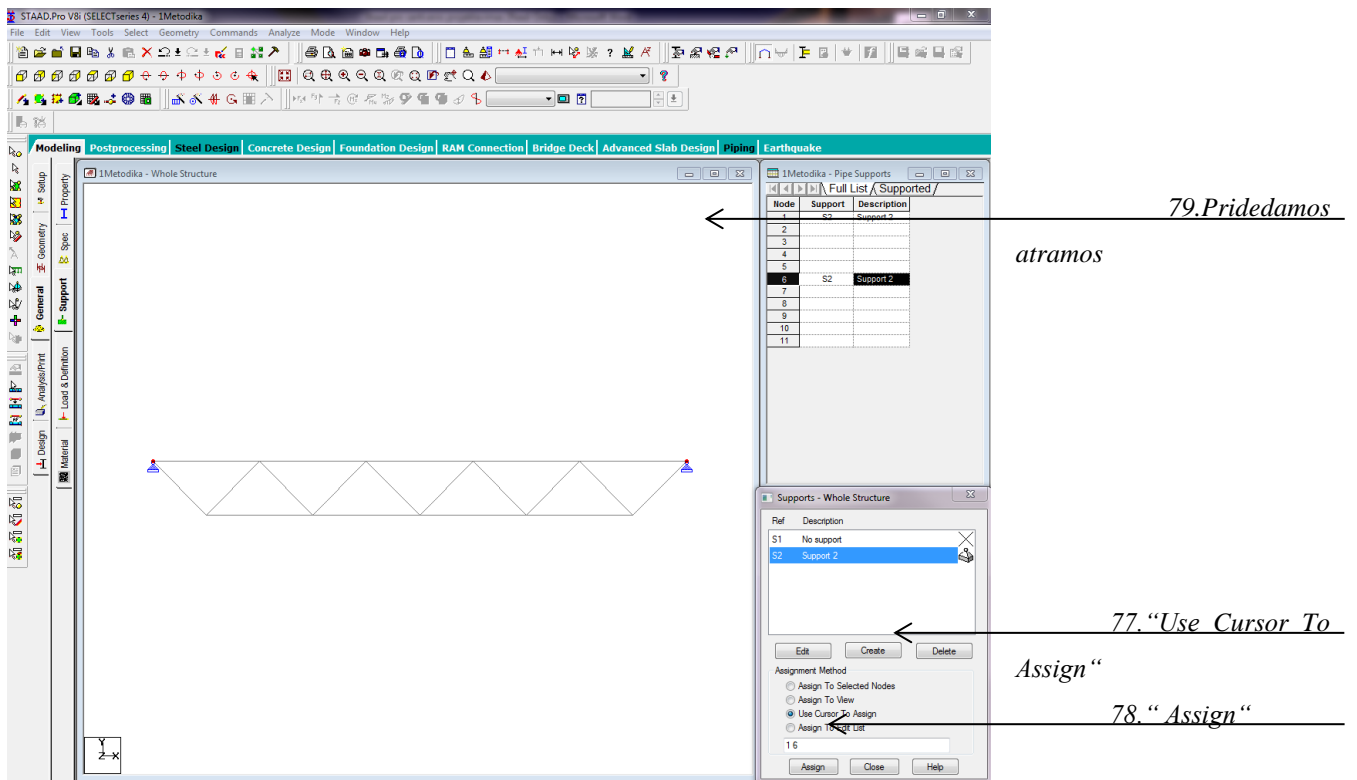 STAAD.Pro V8i (SELECTseries 4) - 1Metodika
File Edit View Tools Select Geometry Commands Analyze Mode Window Help
Modeling Postprocessing Steel Design Concrete Design Foundation Design RAM Connection Bridge Deck Advanced Slab Design Piping Earthquake
Setup
Geometry
General
Analysis/Print
Design
Property
Spec
Support
Load & Definition
Material
1Metodika - Whole Structure
Y
Z X
1Metodika - Pipe Supports
Full List Supported
Node Support Description
1 S2 Support 2
2
3
4
5
6 S2 Support 2
7
8
9
10
11
Supports - Whole Structure
Ref Description
S1 No support
S2 Support 2
Edit Create Delete
Assignment Method
Assign To Selected Nodes
Assign To View
Use Cursor To Assign
Assign To Edit List
1 6
Assign Close Help
79.Pridedamos
atramos
77.“Use Cursor To
Assign“
78.“ Assign“